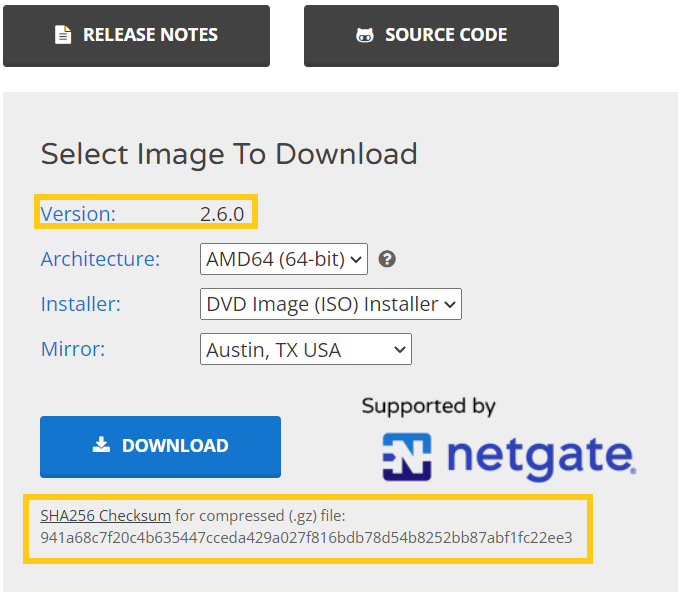 RELEASE NOTES
SOURCE CODE
Select Image To Download
Version: 2.6.0
Architecture: AMD64 (64-bit)
Installer: DVD Image (ISO) Installer
Mirror: Austin, TX USA
Supported by
DOWNLOAD
N netgate
SHA256 Checksum for compressed (.gz) file:
941a68c7f20c4b635447cceda429a027f816bdb78d54b8252bb87abf1fc22ee3